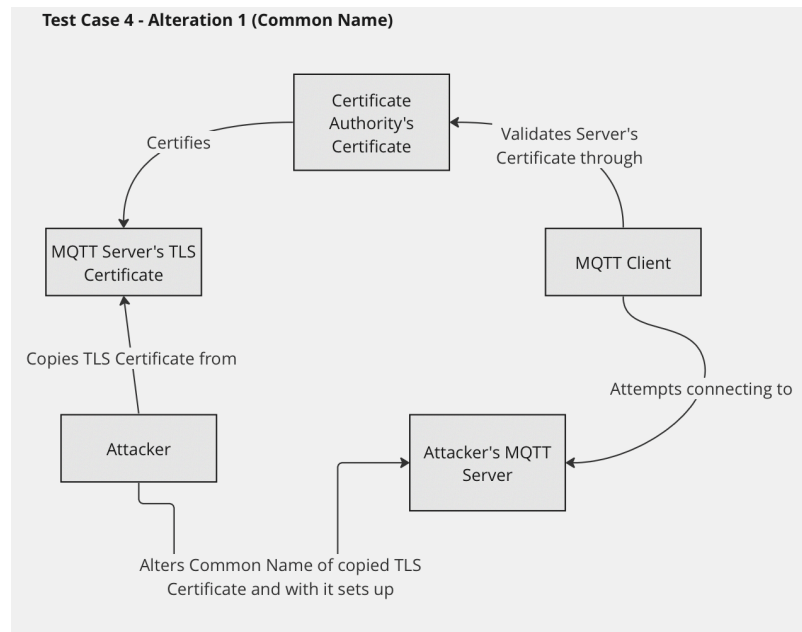 Test Case 4 - Alteration 1 (Common Name)
Certificate
Authority's
Certificate
Certifies
Validates Server's
Certificate through
MQTT Server's TLS
Certificate
MQTT Client
Copies TLS Certificate from
Attempts connecting to
Attacker
Attacker's MQTT
Server
Alters Common Name of copied TLS
Certificate and with it sets up